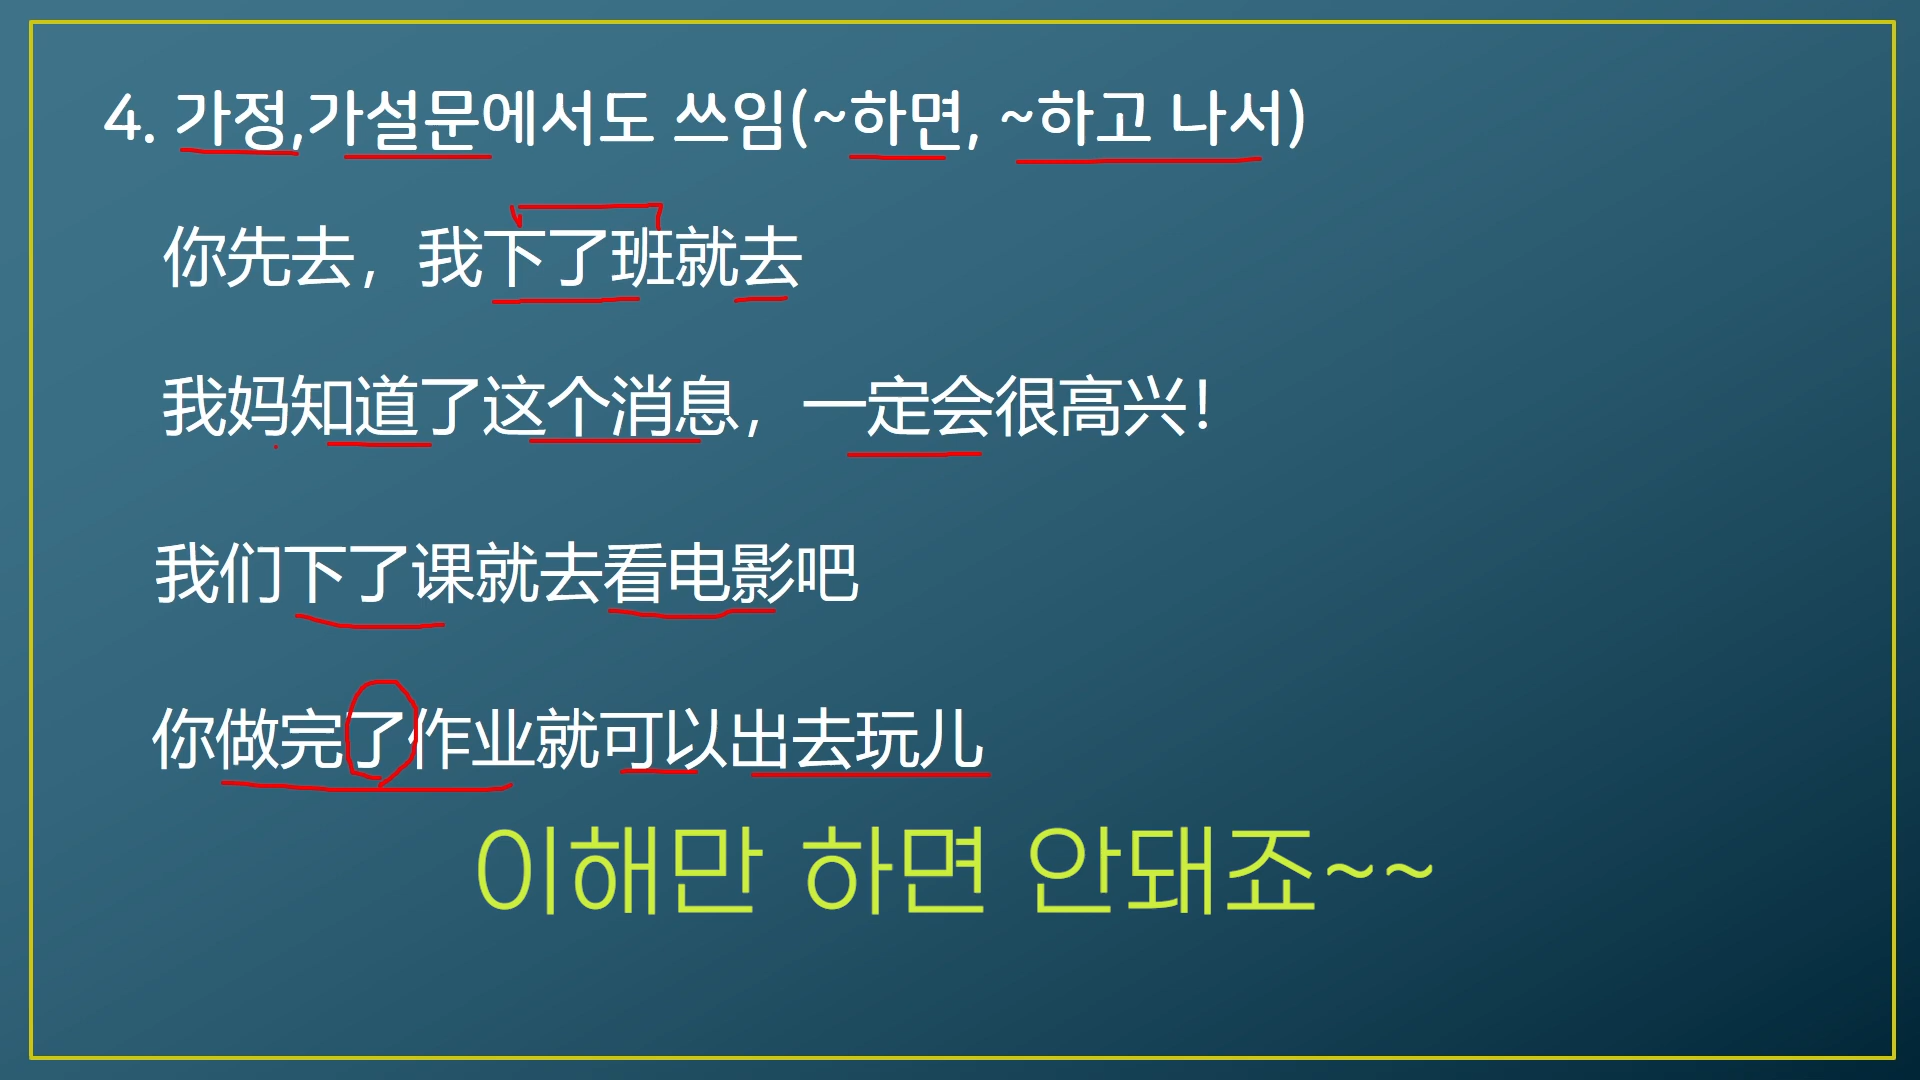 4. 가정,가설문에서도 쓰임(~하면, ~하고 나서)
你先去，我下了班就去
我妈知道了这个消息，一定会很高兴！
我们下了课就去看电影吧
你做完了作业就可以出去玩儿
이해만 하면 안돼죠~~